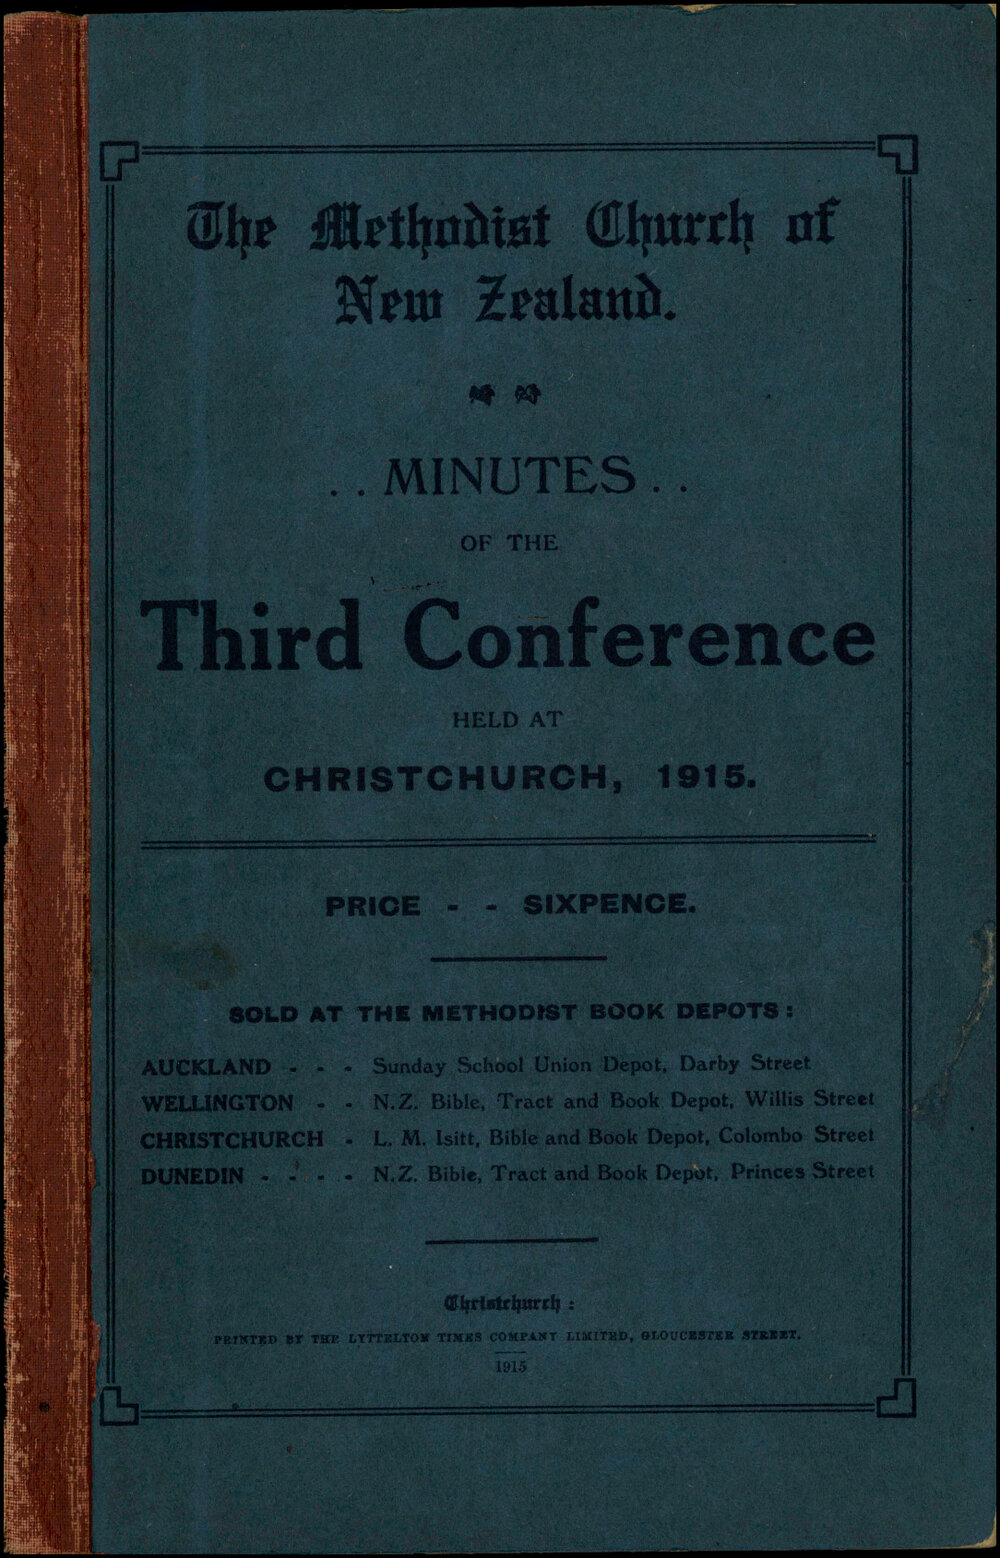 The Methodist Church of
New Zealand.
. . MINUTES . .
OF THE
Third Conference
HELD AT
CHRISTCHURCH, 1915.
PRICE - - SIXPENCE.
SOLD AT THE METHODIST BOOK DEPOTS :
AUCKLAND - - - Sunday School Union Depot, Darby Street
WELLINGTON - - N.Z. Bible, Tract and Book Depot, Willis Street
CHRISTCHURCH - L. M. Isitt, Bible and Book Depot, Colombo Street
DUNEDIN - - - - N.Z. Bible, Tract and Book Depot, Princes Street
Christchurch :
PRINTED BY THE LYTTELTON TIMES COMPANY LIMITED, GLOUCESTER STREET.
1915